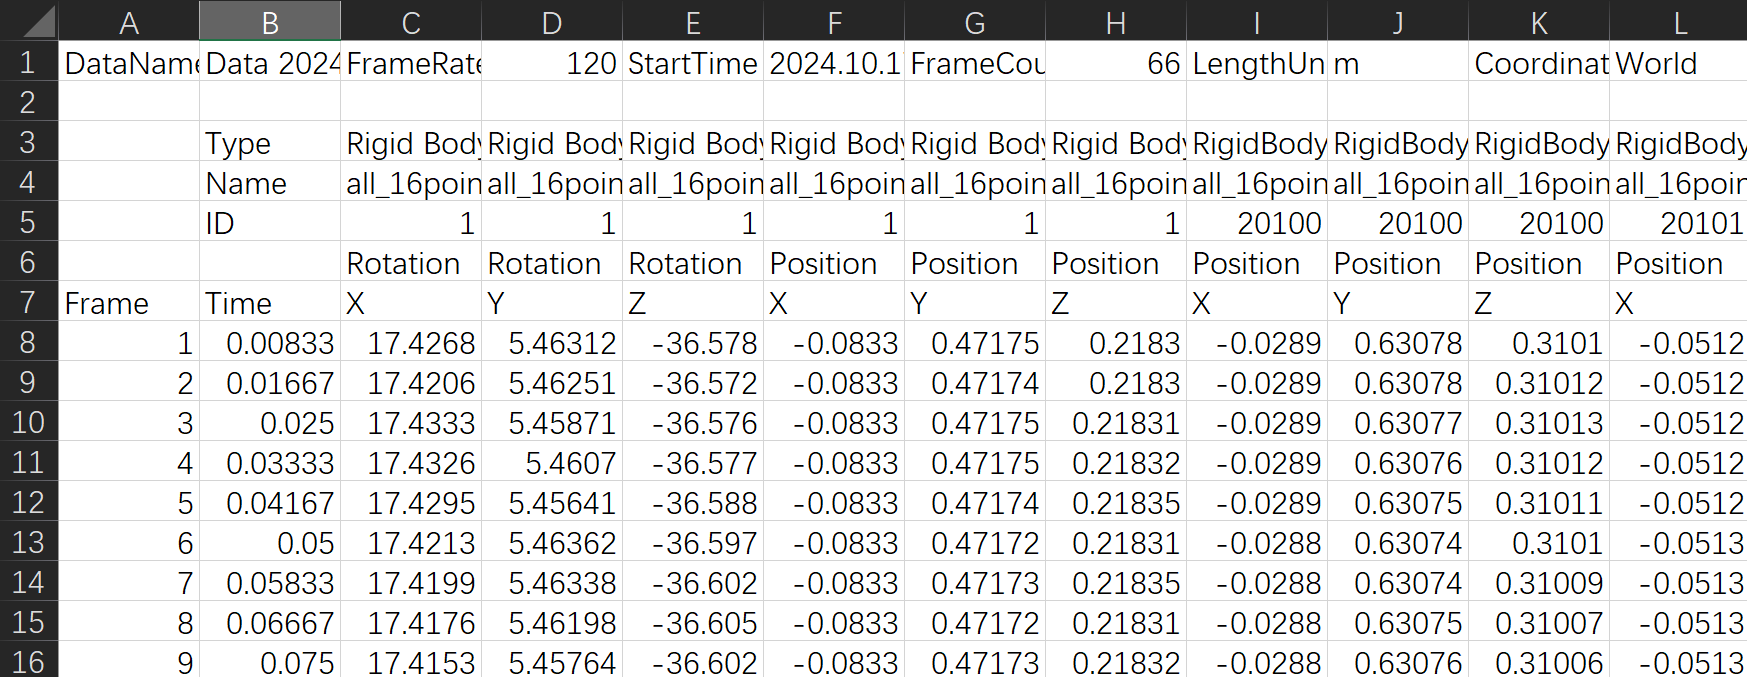 A B C D E F G H I J K L
1 DataName Data 2024 FrameRate 120 StartTime 2024.10.1 FrameCou 66 LengthUn m Coordinat World
2
3 Type Rigid Body Rigid Body Rigid Body Rigid Body Rigid Body Rigid Body RigidBody RigidBody RigidBody RigidBody
4 Name all_16poin all_16poin all_16poin all_16poin all_16poin all_16poin all_16poin all_16poin all_16poin all_16poin
5 ID 1 1 1 1 1 1 20100 20100 20100 20101
6 Rotation Rotation Rotation Position Position Position Position Position Position Position
7 Frame Time X Y Z X Y Z X Y Z X
8 1 0.00833 17.4268 5.46312 -36.578 -0.0833 0.47175 0.2183 -0.0289 0.63078 0.3101 -0.0512
9 2 0.01667 17.4206 5.46251 -36.572 -0.0833 0.47174 0.2183 -0.0289 0.63078 0.31012 -0.0512
10 3 0.025 17.4333 5.45871 -36.576 -0.0833 0.47175 0.21831 -0.0289 0.63077 0.31013 -0.0512
11 4 0.03333 17.4326 5.4607 -36.577 -0.0833 0.47175 0.21832 -0.0289 0.63076 0.31012 -0.0512
12 5 0.04167 17.4295 5.45641 -36.588 -0.0833 0.47174 0.21835 -0.0289 0.63075 0.31011 -0.0512
13 6 0.05 17.4213 5.46362 -36.597 -0.0833 0.47172 0.21831 -0.0288 0.63074 0.3101 -0.0513
14 7 0.05833 17.4199 5.46338 -36.602 -0.0833 0.47173 0.21835 -0.0288 0.63074 0.31009 -0.0513
15 8 0.06667 17.4176 5.46198 -36.605 -0.0833 0.47172 0.21831 -0.0288 0.63075 0.31007 -0.0513
16 9 0.075 17.4153 5.45764 -36.602 -0.0833 0.47173 0.21832 -0.0288 0.63076 0.31006 -0.0513